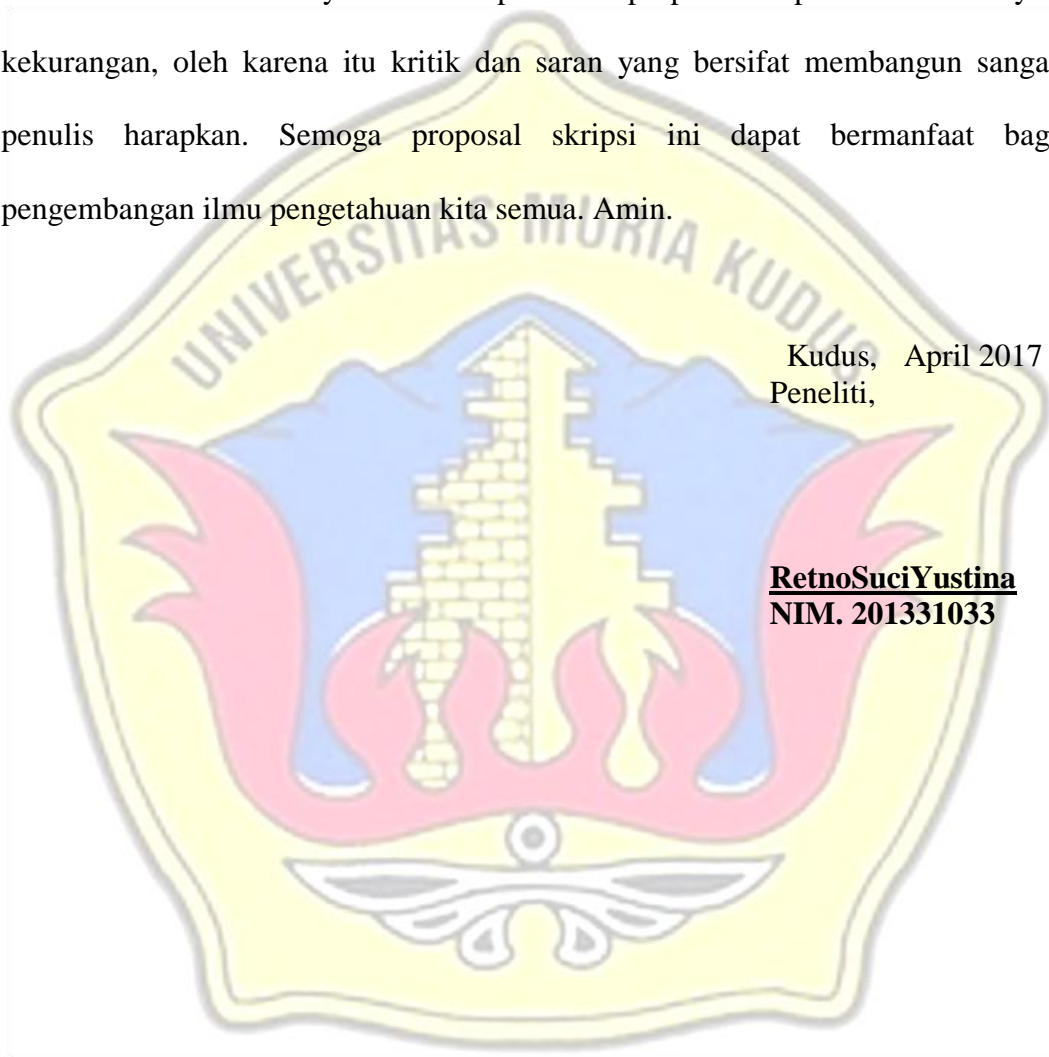 kekurangan, oleh karena itu kritik dan saran yang bersifat membangun sanga
penulis harapkan. Semoga proposal skripsi ini dapat bermanfaat bag
pengembangan ilmu pengetahuan kita semua. Amin.
UNIVERSITAS MURIA KUDUS
Kudus, April 2017
Peneliti,
RetnoSuciYustina
NIM. 201331033